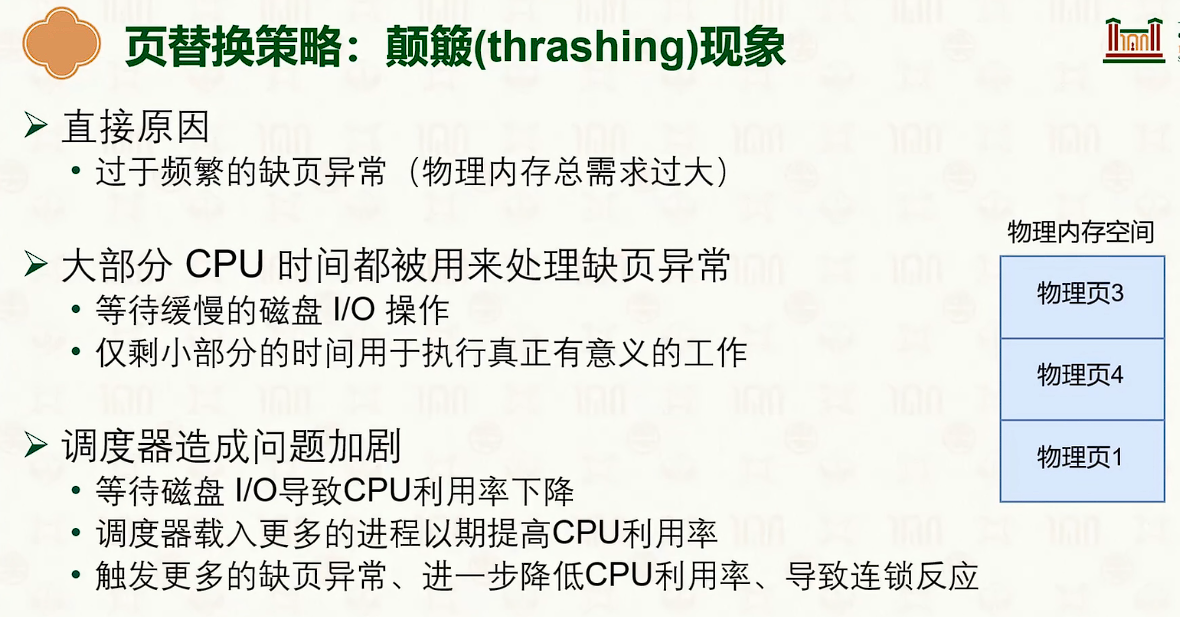 页替换策略：颠簸(thrashing)现象
直接原因
过于频繁的缺页异常（物理内存总需求过大）
大部分 CPU 时间都被用来处理缺页异常
等待缓慢的磁盘 I/O 操作
仅剩小部分的时间用于执行真正有意义的工作
调度器造成问题加剧
等待磁盘 I/O导致CPU利用率下降
调度器载入更多的进程以期提高CPU利用率
触发更多的缺页异常、进一步降低CPU利用率、导致连锁反应
物理内存空间
物理页3
物理页4
物理页1